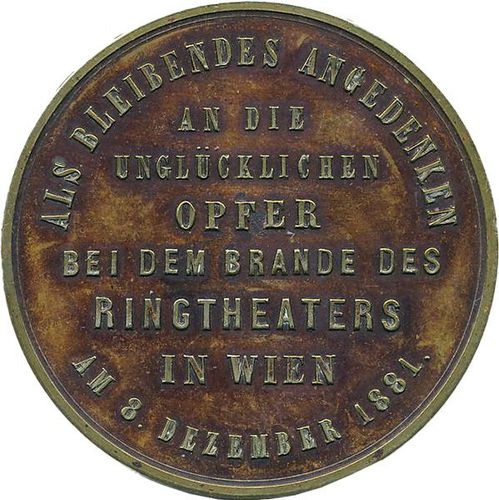 ALS BLEIBENDES ANGEDENKEN
AN DIE
UNGLÜCKLICHEN
OPFER
BEI DEM BRANDE DES
RINGTHEATERS
IN WIEN
AM 8. DEZEMBER 1881.